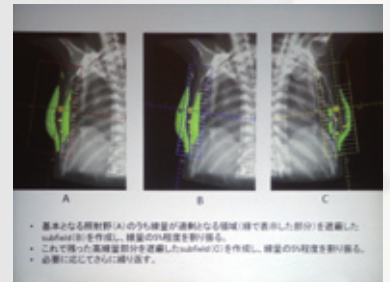 A
B
C
• 基本となる照射野(A)のうち線量が過剰となる領域(緑で表示した部分)を遮蔽した
subfield(B)を作成し、線量の5%程度を割り振る。
• これで残った高線量部分を遮蔽したsubfield(C)を作成し、線量の5%程度を割り振る。
• 必要に応じてさらに繰り返す。